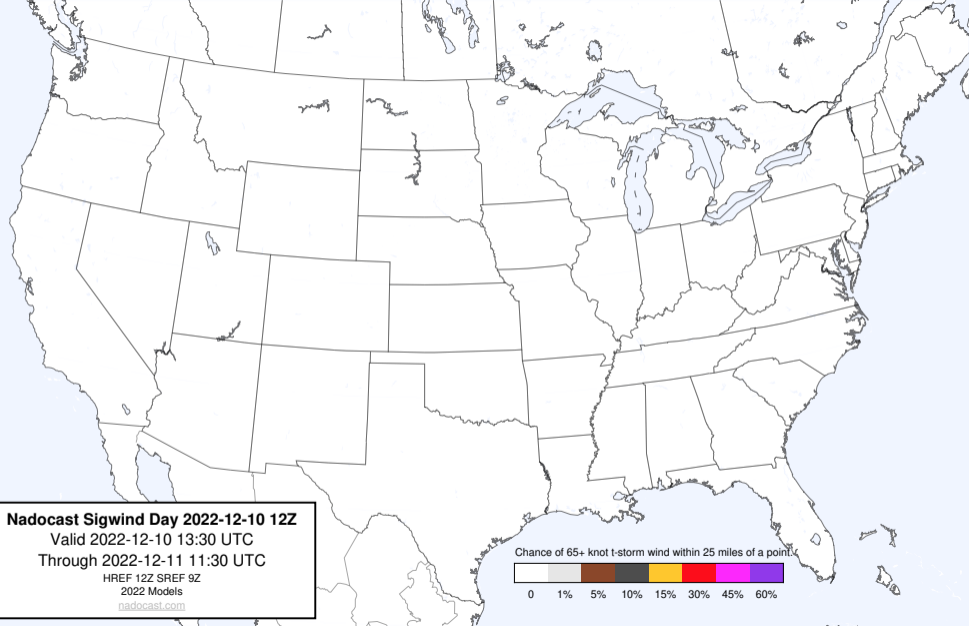 Nadocast Sigwind Day 2022-12-10 12Z
Valid 2022-12-10 13:30 UTC
Through 2022-12-11 11:30 UTC
HREF 12Z SREF 9Z
2022 Models
nadocast.com
Chance of 65+ knot t-storm wind within 25 miles of a point.
0 1% 5% 10% 15% 30% 45% 60%